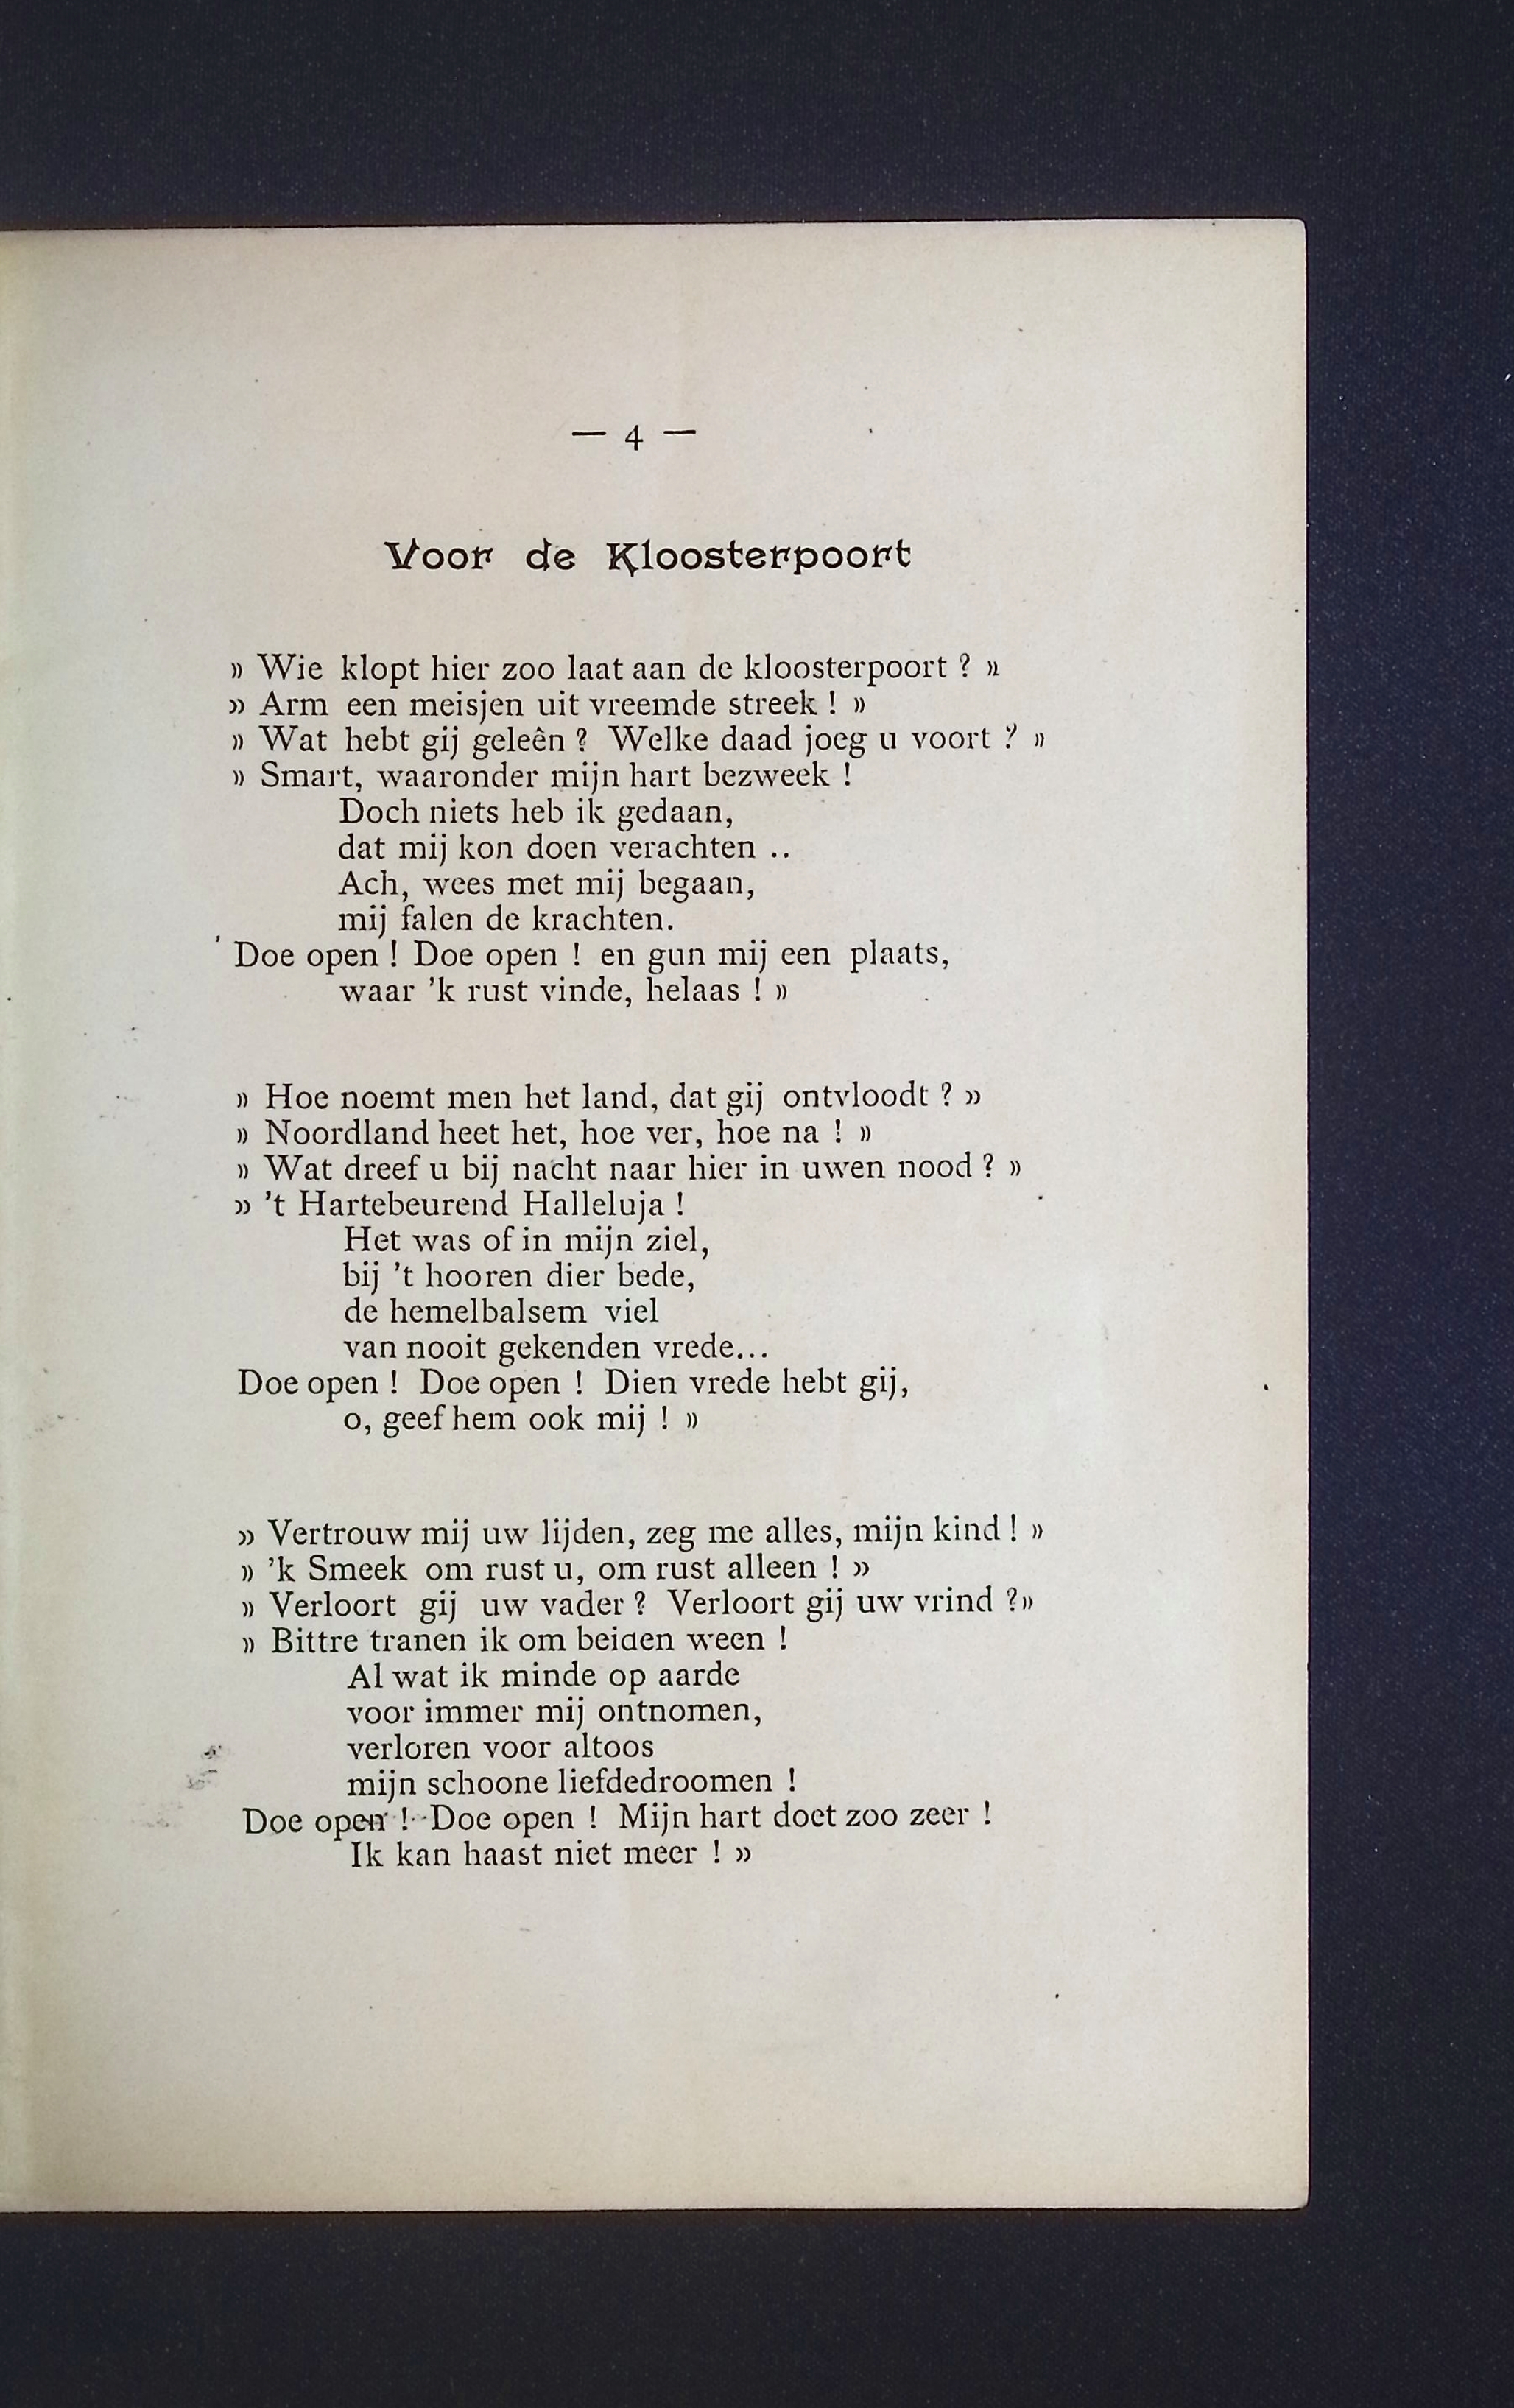 — 4 —
Voor de Kloosterpoort
» Wie klopt hier zoo laat aan de kloosterpoort ? »
» Arm een meisjen uit vreemde streek ! »
» Wat hebt gij geleên ? Welke daad joeg u voort ? »
» Smart, waaronder mijn hart bezweek !
Doch niets heb ik gedaan,
dat mij kon doen verachten ..
Ach, wees met mij begaan,
mij falen de krachten.
Doe open ! Doe open ! en gun mij een plaats,
waar ’k rust vinde, helaas ! »
» Hoe noemt men het land, dat gij ontvloodt ? »
» Noordland heet het, hoe ver, hoe na ! »
» Wat dreef u bij nacht naar hier in uwen nood ? »
» ’t Hartebeurend Halleluja !
Het was of in mijn ziel,
bij ’t hooren dier bede,
de hemelbalsem viel
van nooit gekenden vrede...
Doe open ! Doe open ! Dien vrede hebt gij,
o, geef hem ook mij ! »
» Vertrouw mij uw lijden, zeg me alles, mijn kind ! »
» ’k Smeek om rust u, om rust alleen ! »
» Verloort gij uw vader ? Verloort gij uw vrind ?»
» Bittre tranen ik om beiden ween !
Al wat ik minde op aarde
voor immer mij ontnomen,
verloren voor altoos
mijn schoone liefdedroomen !
Doe open ! Doe open ! Mijn hart doet zoo zeer !
Ik kan haast niet meer ! »